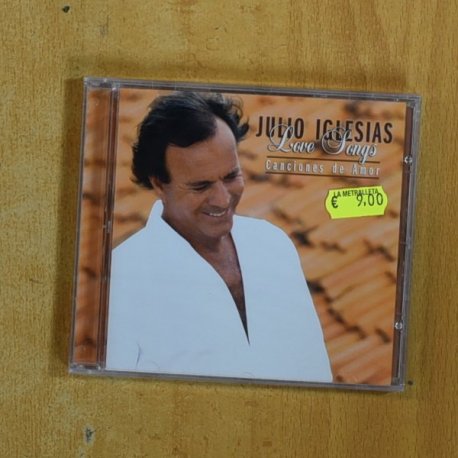 JULIO IGLESIAS
Love Songs
Canciones de Amor
LA METRALLETA
€ 9,00